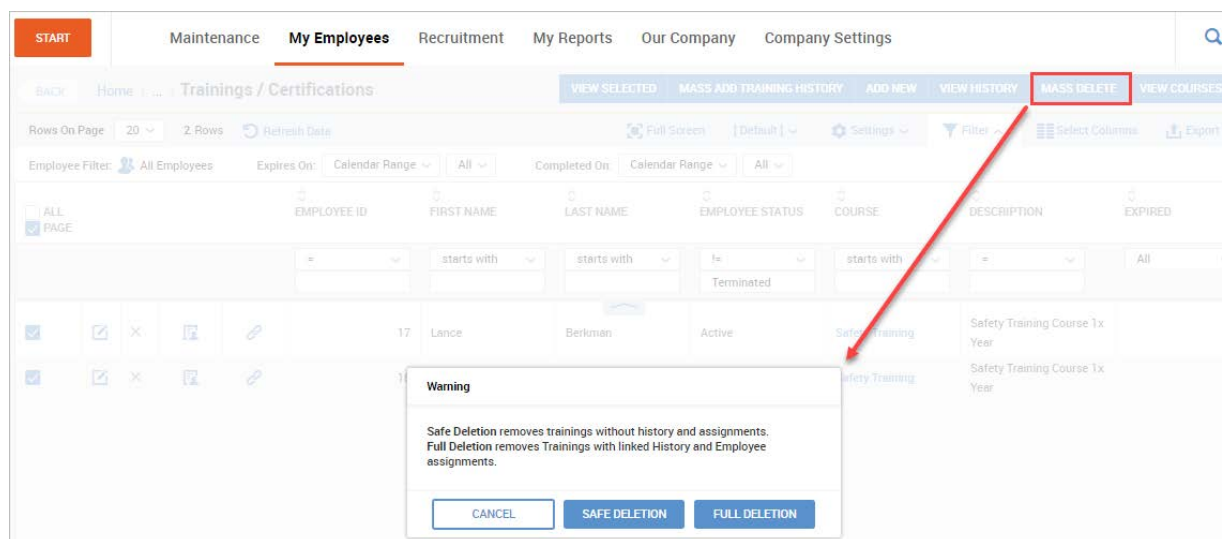 START Maintenance My Employees Recruitment My Reports Our Company Company Settings
BACK Home ... Trainings / Certifications VIEW SELECTED MASS ADD TRAINING HISTORY ADD NEW VIEW HISTORY MASS DELETE VIEW COURSES
Rows On Page 20 2 Rows Refresh Data Full Screen [Default] Settings Filter Select Columns Export
Employee Filter: All Employees Expires On: Calendar Range All Completed On: Calendar Range All
ALL
PAGE
EMPLOYEE ID FIRST NAME LAST NAME EMPLOYEE STATUS COURSE DESCRIPTION EXPIRED
= starts with starts with != starts with = All
Terminated
17 Lance Berkman Active Safety Training Safety Training Course 1x
Year
Safety Training Safety Training Course 1x
Year
Warning
Safe Deletion removes trainings without history and assignments.
Full Deletion removes Trainings with linked History and Employee
assignments.
CANCEL SAFE DELETION FULL DELETION